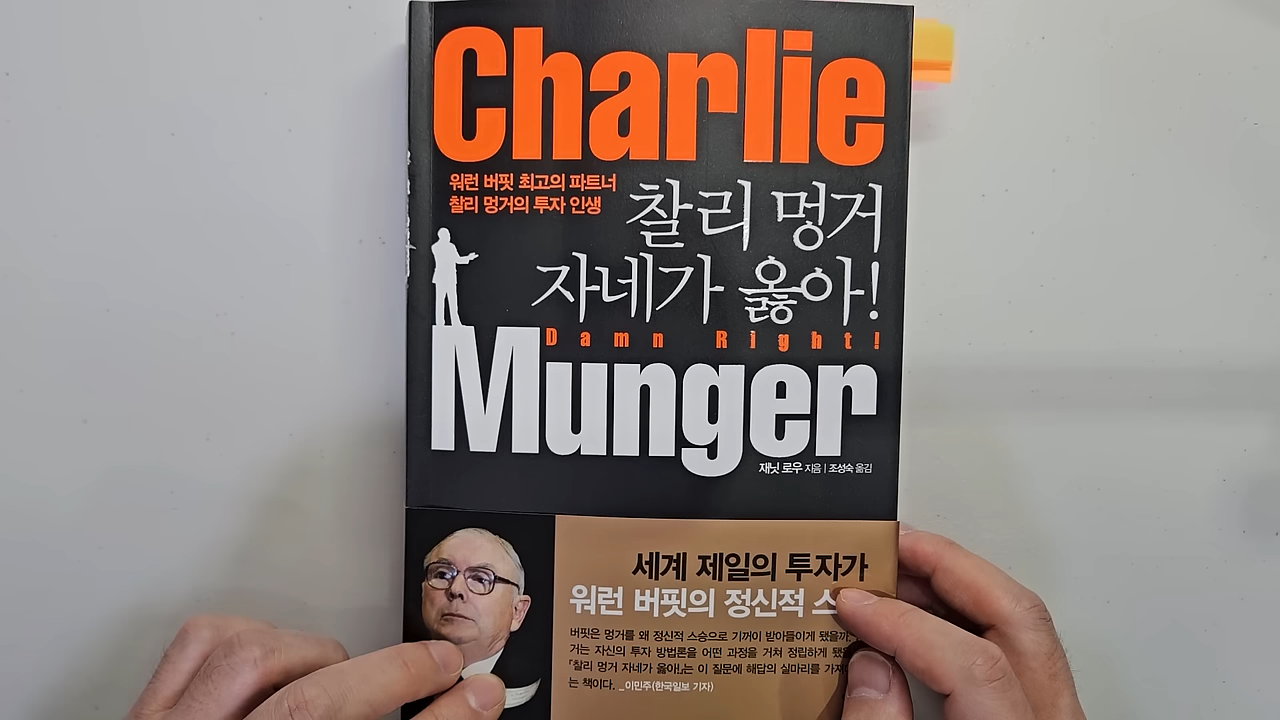 Charlie
워런 버핏 최고의 파트너
찰리 멍거의 투자 인생
찰리 멍거
자네가 옳아!
Damn Right!
Munger
재닛 로우 지음 | 조성숙 옮김
세계 제일의 투자가
워런 버핏의 정신적
버핏은 멍거를 왜 정신적 스승으로 기꺼이 받아들이게 됐을까.
거는 자신의 투자 방법론을 어떤 과정을 거쳐 정립하게
『찰리 멍거 자네가 옳아!』는 이 질문에 해답의 실마리를
는 책이다. _이민주(한국일보 기자)